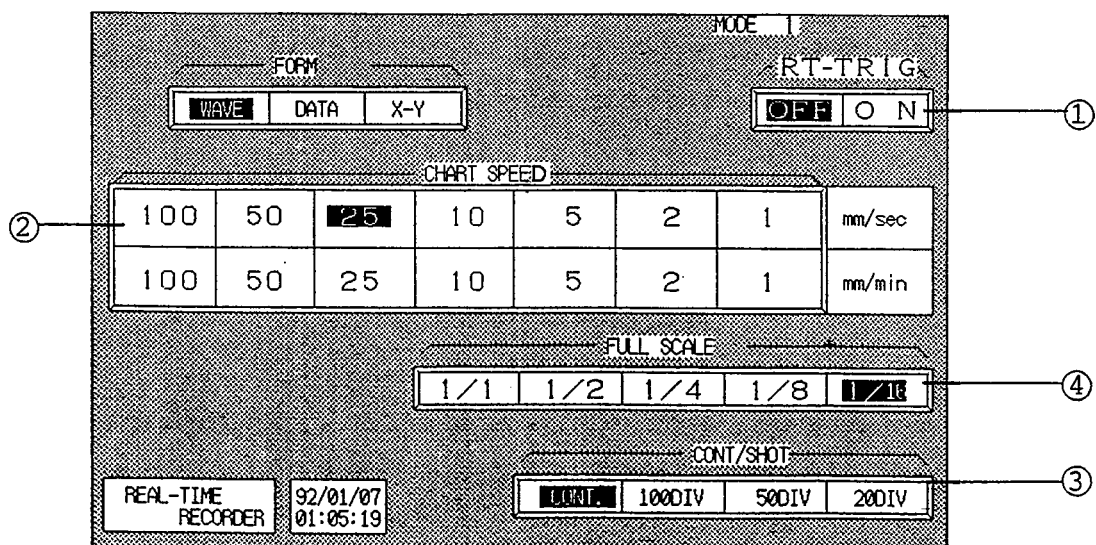 MODE 1
FORM
RT-TRIG
WAVE DATA X-Y
OFF ON
①
CHART SPEED
②
100 50 25 10 5 2 1 mm/sec
100 50 25 10 5 2 1 mm/min
FULL SCALE
1/1 1/2 1/4 1/8 1/16
④
CONT/SHOT
CONT. 100DIV 50DIV 20DIV
③
REAL-TIME
RECORDER
92/01/07
01:05:19